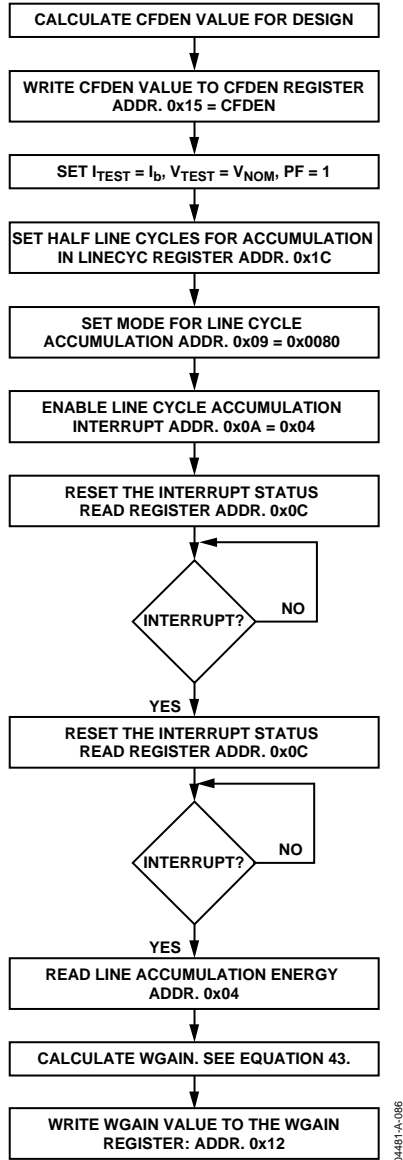 CALCULATE CFDEN VALUE FOR DESIGN
WRITE CFDEN VALUE TO CFDEN REGISTER
ADDR. 0x15 = CFDEN
SET ITEST = Ib, VTEST = VNOM, PF = 1
SET HALF LINE CYCLES FOR ACCUMULATION
IN LINECYC REGISTER ADDR. 0x1C
SET MODE FOR LINE CYCLE
ACCUMULATION ADDR. 0x09 = 0x0080
ENABLE LINE CYCLE ACCUMULATION
INTERRUPT ADDR. 0x0A = 0x04
RESET THE INTERRUPT STATUS
READ REGISTER ADDR. 0x0C
INTERRUPT?
NO
YES
RESET THE INTERRUPT STATUS
READ REGISTER ADDR. 0x0C
INTERRUPT?
NO
YES
READ LINE ACCUMULATION ENERGY
ADDR. 0x04
CALCULATE WGAIN. SEE EQUATION 43.
WRITE WGAIN VALUE TO THE WGAIN
REGISTER: ADDR. 0x12
04481-A-086